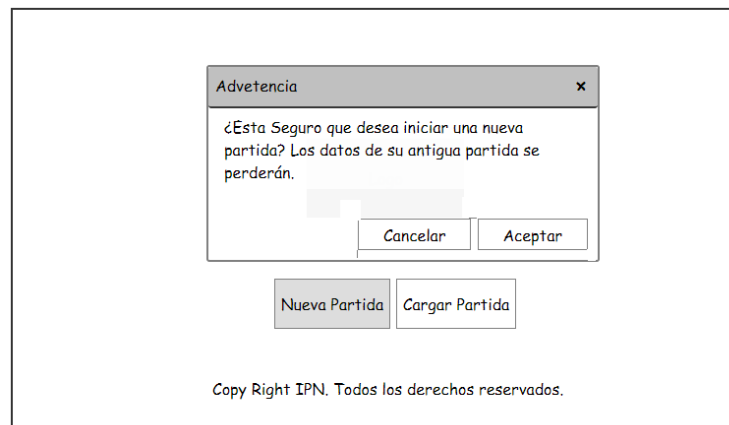 Advetencia ×
¿Esta Seguro que desea iniciar una nueva
partida? Los datos de su antigua partida se
perderán.
Cancelar Aceptar
Nueva Partida Cargar Partida
Copy Right IPN. Todos los derechos reservados.